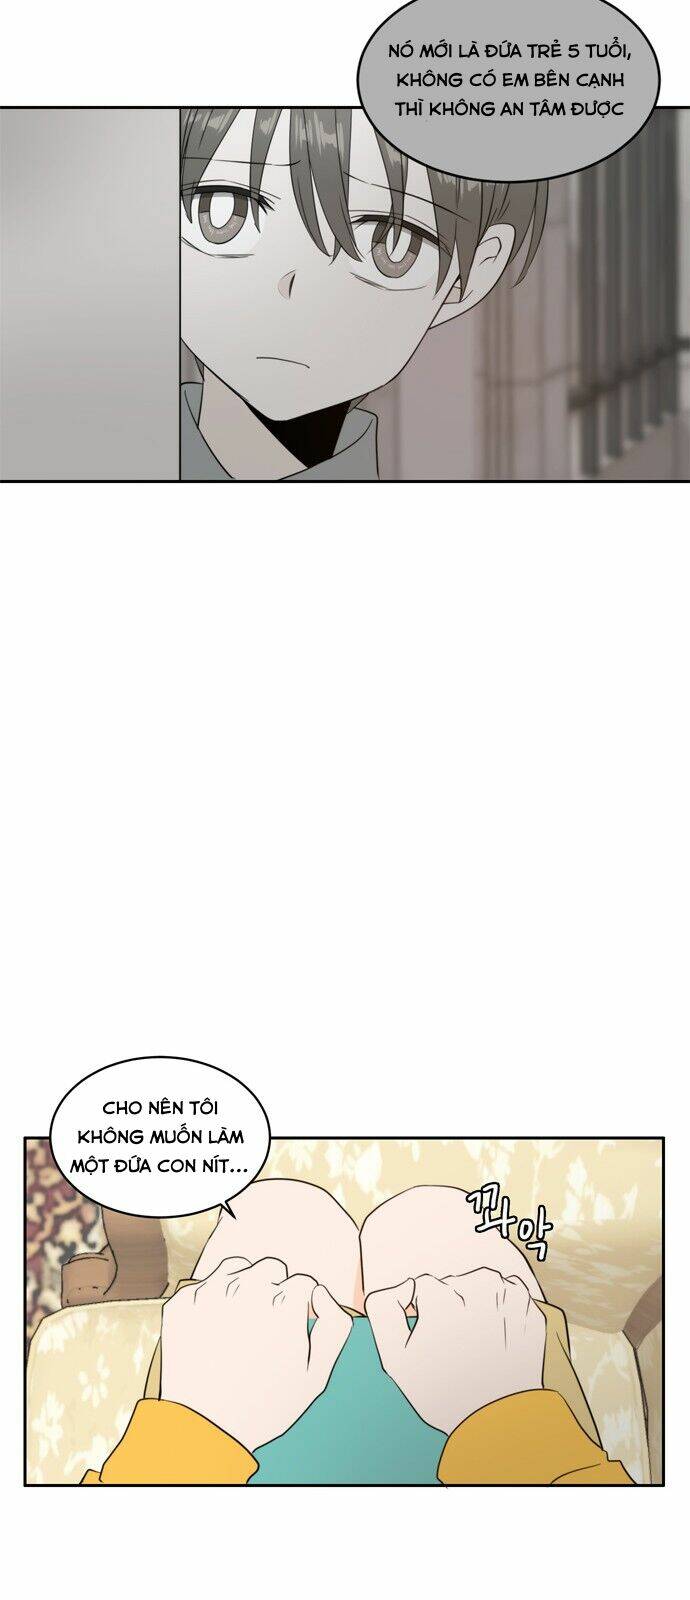 NÓ MỚI LÀ ĐỨA TRẺ 5 TUỔI,
KHÔNG CÓ EM BÊN CẠNH
THÌ KHÔNG AN TÂM ĐƯỢC
CHO NÊN TÔI
KHÔNG MUỐN LÀM
MỘT ĐỨA CON NÍT...
꽈악